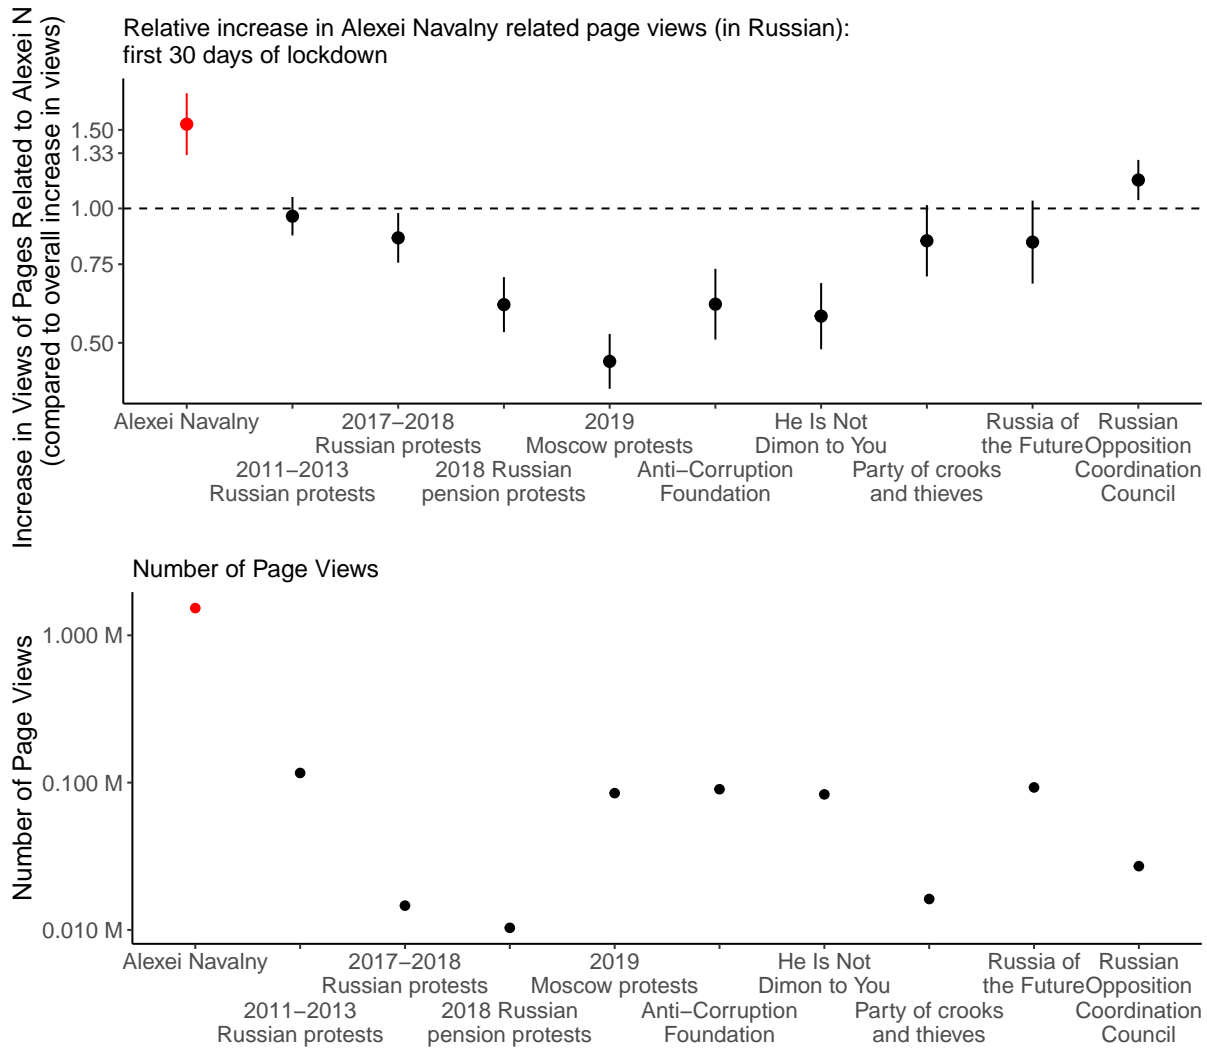 Relative increase in Alexei Navalny related page views (in Russian):
first 30 days of lockdown
Increase in Views of Pages Related to Alexei N
(compared to overall increase in views)
1.50
1.33
1.00
0.75
0.50
Alexei Navalny
2011−2013
Russian protests
2017−2018
Russian protests
2018 Russian
pension protests
2019
Moscow protests
Anti−Corruption
Foundation
He Is Not
Dimon to You
Party of crooks
and thieves
Russia of
the Future
Russian
Opposition
Coordination
Council
Number of Page Views
Number of Page Views
1.000 M
0.100 M
0.010 M
Alexei Navalny
2011−2013
Russian protests
2017−2018
Russian protests
2018 Russian
pension protests
2019
Moscow protests
Anti−Corruption
Foundation
He Is Not
Dimon to You
Party of crooks
and thieves
Russia of
the Future
Russian
Opposition
Coordination
Council